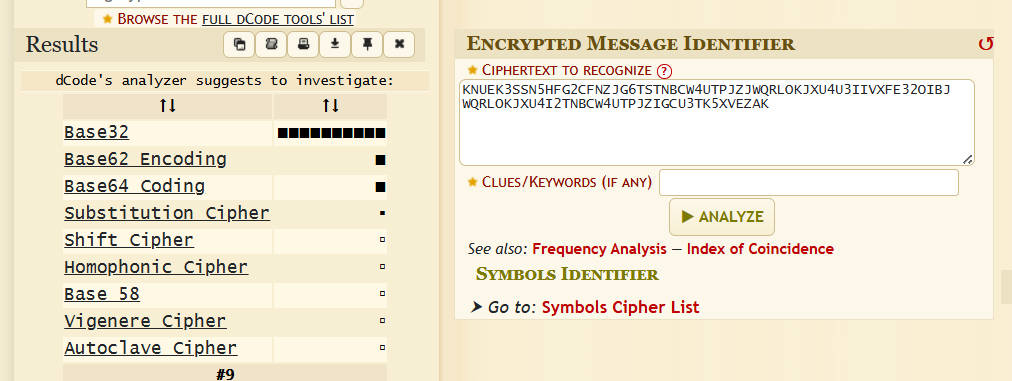 ★ Browse the full dCode tools' list
Results
dCode's analyzer suggests to investigate:
↑↓ ↑↓
Base32 ■■■■■■■■■■
Base62 Encoding ■
Base64 Coding ■
Substitution Cipher ▪
Shift Cipher ▫
Homophonic Cipher ▫
Base 58 ▫
Vigenere Cipher ▫
Autoclave Cipher ▫
#9
Encrypted Message Identifier
★ Ciphertext to recognize ?
KNUEK3SSN5HFG2CFNZJG6TSTNBCW4UTPJZJWQRLOKJXU4U3IIVXFE32OIBJ
WQRLOKJXU4I2TNBCW4UTPJZIGCU3TK5XVEZAK
★ Clues/Keywords (if any)
▶ Analyze
See also: Frequency Analysis — Index of Coincidence
Symbols Identifier
➤ Go to: Symbols Cipher List